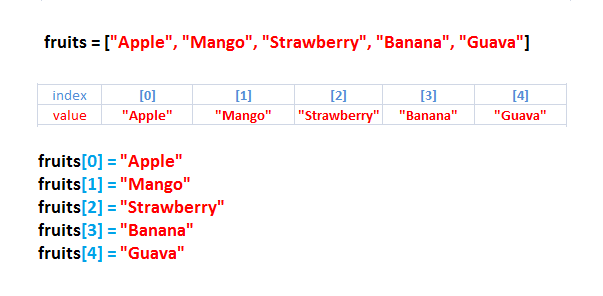 fruits = ["Apple", "Mango", "Strawberry", "Banana", "Guava"]
index [0] [1] [2] [3] [4]
value "Apple" "Mango" "Strawberry" "Banana" "Guava"
fruits[0] = "Apple"
fruits[1] = "Mango"
fruits[2] = "Strawberry"
fruits[3] = "Banana"
fruits[4] = "Guava"